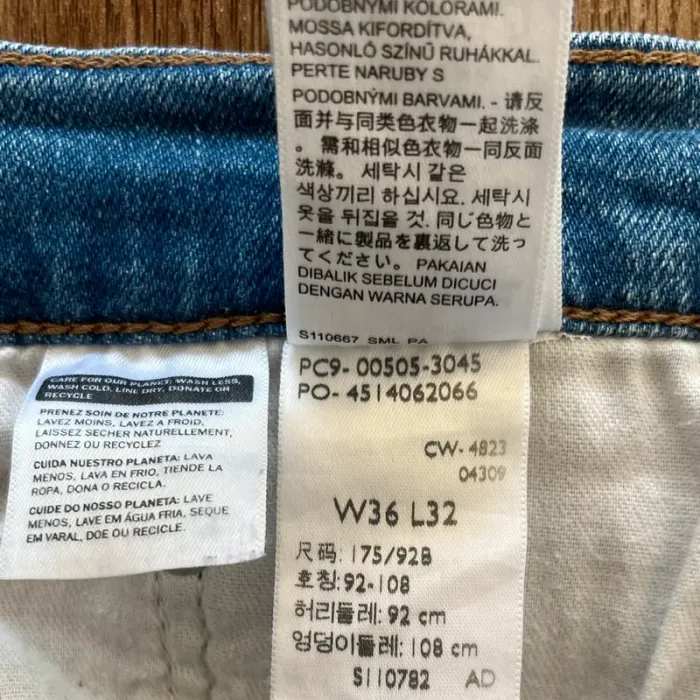 PODOBNÝMI KOLORAMI.
MOSSA KIFORDÍTVA,
HASONLÓ SZÍNŰ RUHÁKKAL.
PERTE NARUBY S
PODOBNÝMI BARVAMI. - 请反
面并与同类色衣物一起洗涤
。 需和相似色衣物一同反面
洗滌。 세탁시 같은
색상끼리 하십시요. 세탁시
옷을 뒤집을 것. 同じ色物と
一緒に製品を裏返して洗っ
てください。 PAKAIAN
DIBALIK SEBELUM DICUCI
DENGAN WARNA SERUPA.
S110667 SML PA
CARE FOR OUR PLANET: WASH LESS,
WASH COLD, LINE DRY, DONATE OR
RECYCLE
PRENEZ SOIN DE NOTRE PLANETE:
LAVEZ MOINS, LAVEZ A FROID,
LAISSEZ SECHER NATURELLEMENT,
DONNEZ OU RECYCLEZ
CUIDA NUESTRO PLANETA: LAVA
MENOS, LAVA EN FRIO, TIENDE LA
ROPA, DONA O RECICLA.
CUIDE DO NOSSO PLANETA: LAVE
MENOS, LAVE EM ÁGUA FRIA, SEQUE
EM VARAL, DOE OU RECICLE.
PC9- 00505-3045
PO- 4514062066
CW- 4823
04309
W36 L32
尺码: 175/92B
호칭: 92-108
허리둘레: 92 cm
엉덩이둘레: 108 cm
S110782 AD